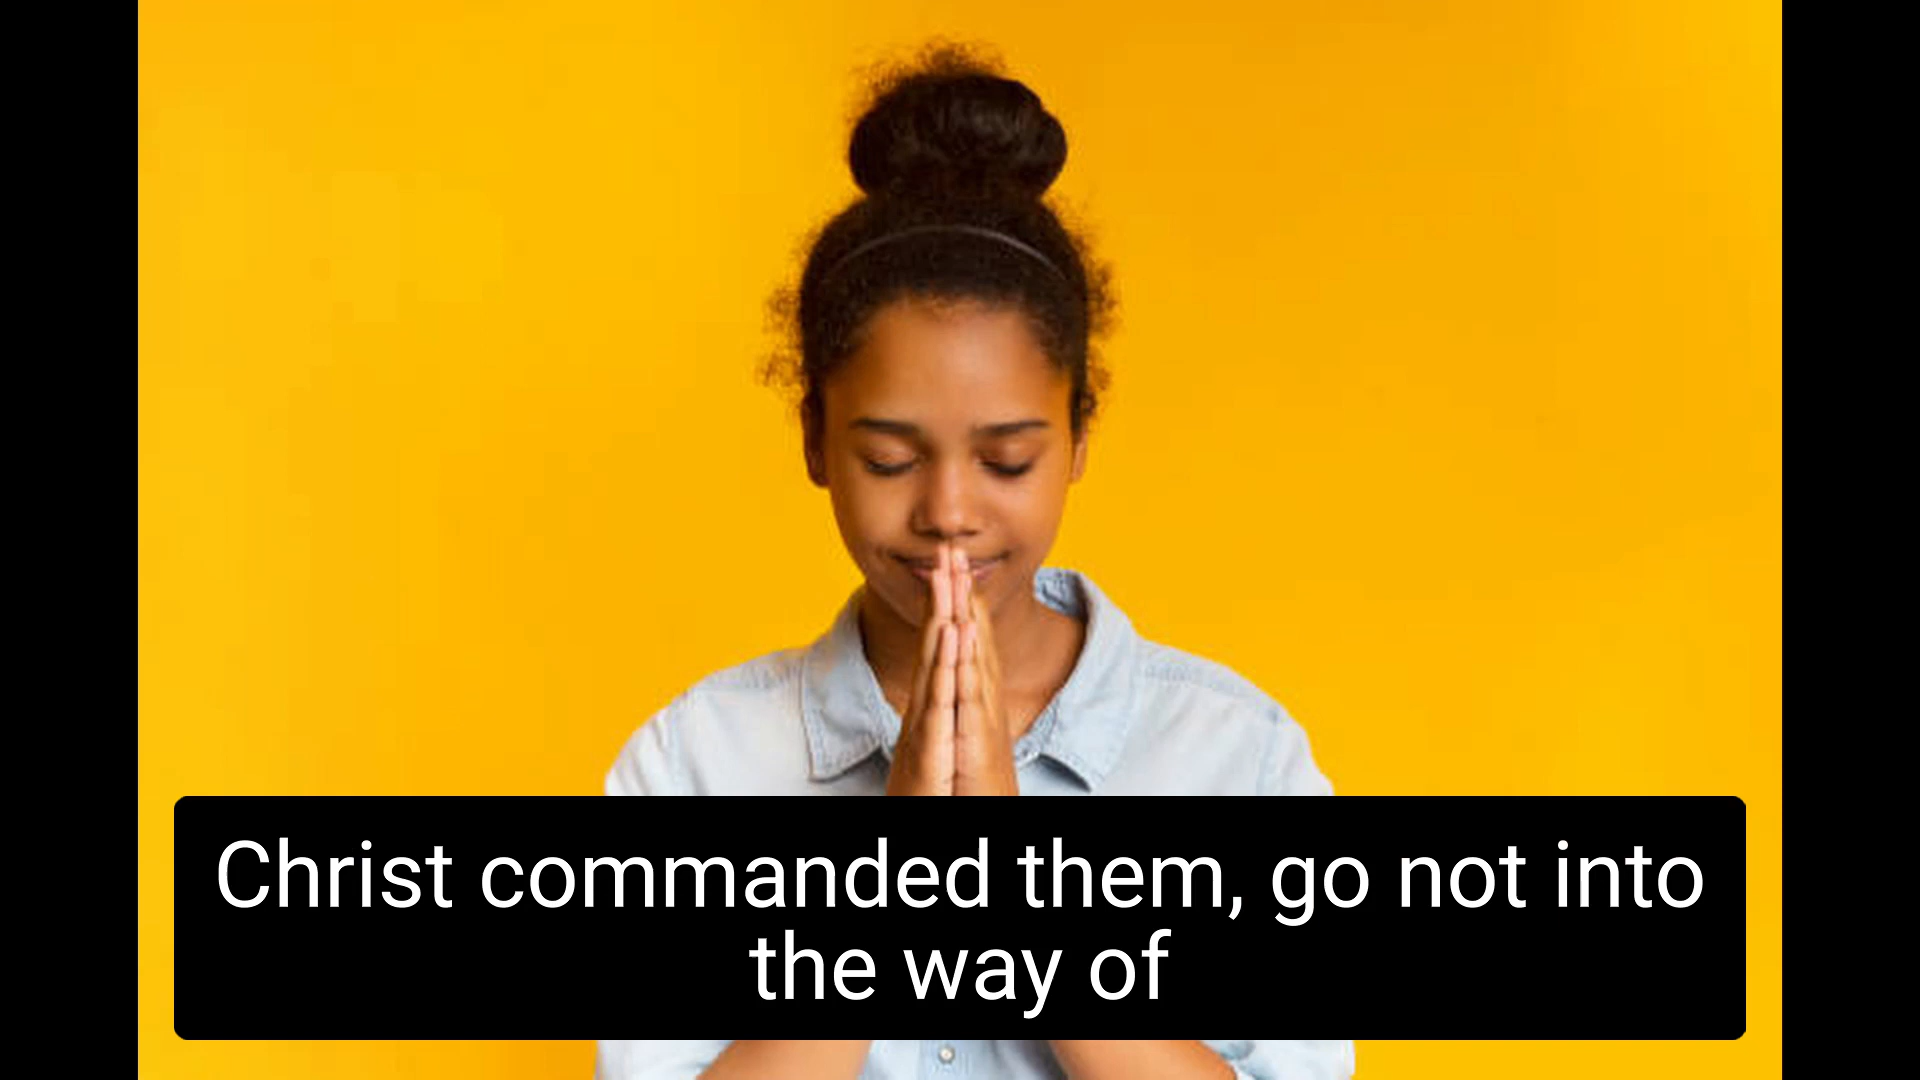 Christ commanded them, go not into
the way of